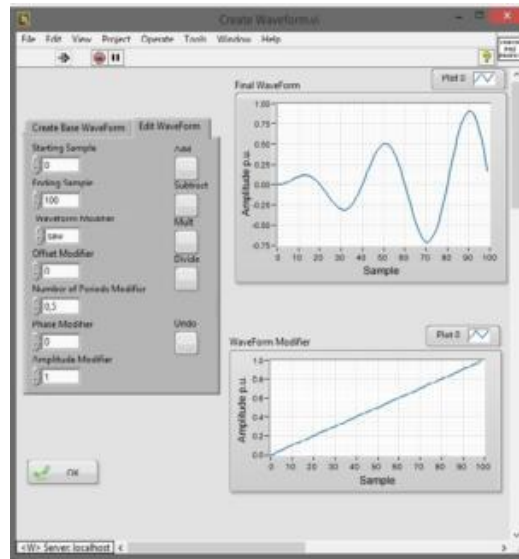 Create Waveform.vi
File Edit View Project Operate Tools Window Help
Create Base WaveForm Edit WaveForm
Starting Sample
0
Add
Ending Sample
100
Subtract
Waveform Modifier
saw
Mult
Offset Modifier
0
Divide
Number of Periods Modifier
0,5
Phase Modifier
0
Undo
Amplitude Modifier
1
OK
Final WaveForm
Plot 0
1.00
0.75
0.50
0.25
0.00
-0.25
-0.50
-0.75
Amplitude p.u.
0 10 20 30 40 50 60 70 80 90 100
Sample
WaveForm Modifier
Plot 0
1.0
0.8
0.6
0.4
0.2
0.0
Amplitude p.u.
0 10 20 30 40 50 60 70 80 90 100
Sample
<W> Server: localhost